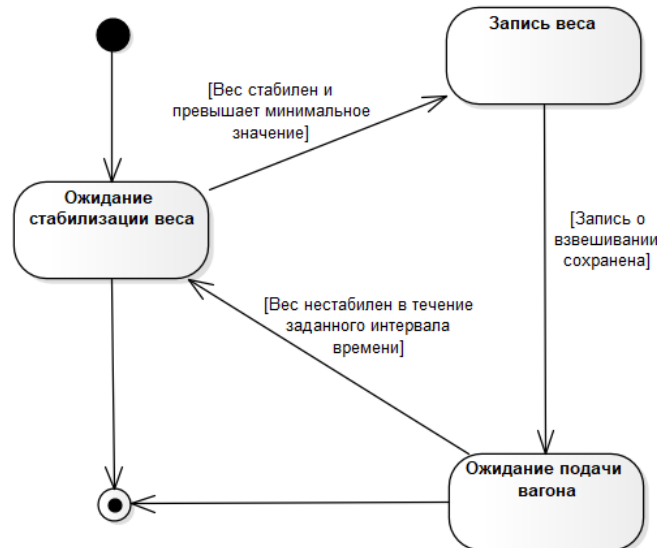 Запись веса
[Вес стабилен и
превышает минимальное
значение]
Ожидание
стабилизации веса
[Запись о
взвешивании
сохранена]
[Вес нестабилен в течение
заданного интервала
времени]
Ожидание подачи
вагона